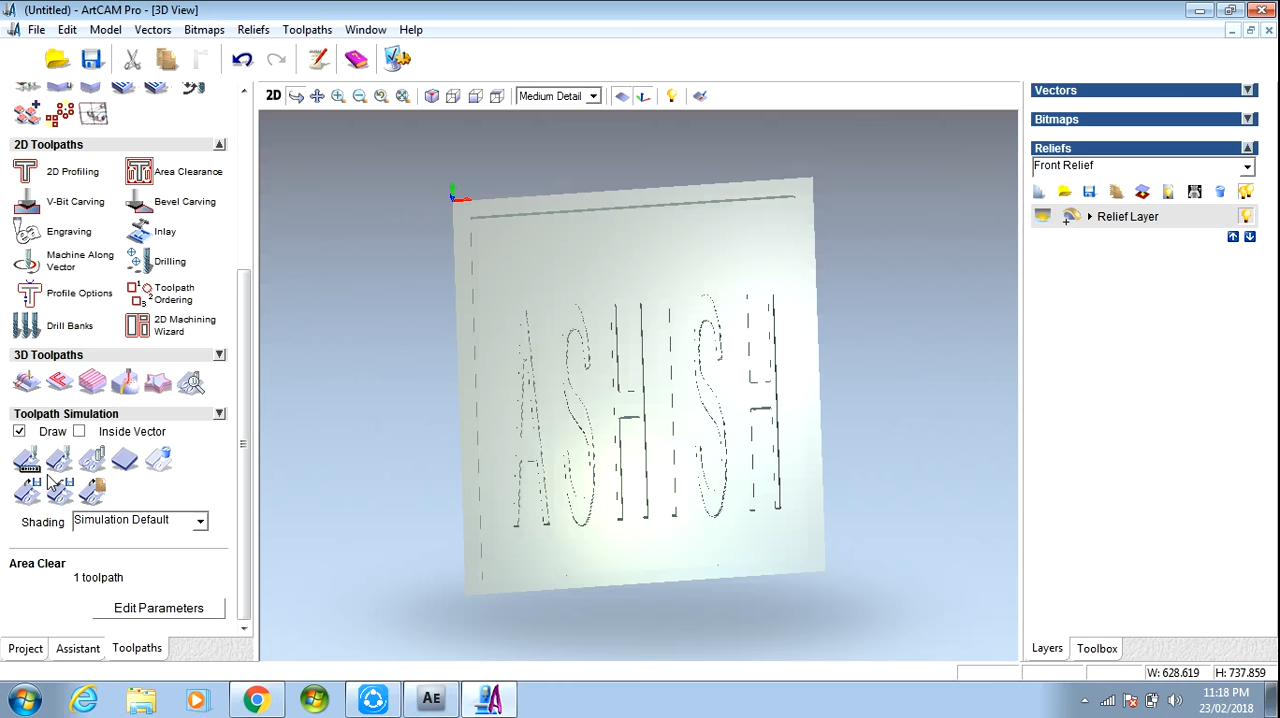 (Untitled) - ArtCAM Pro - [3D View]
File Edit Model Vectors Bitmaps Reliefs Toolpaths Window Help
2D Medium Detail
2D Toolpaths
2D Profiling Area Clearance
V-Bit Carving Bevel Carving
Engraving Inlay
Machine Along Vector Drilling
Profile Options Toolpath Ordering
Drill Banks 2D Machining Wizard
3D Toolpaths
Toolpath Simulation
Draw Inside Vector
Shading Simulation Default
Area Clear
1 toolpath
Edit Parameters
Project Assistant Toolpaths
ASHISH
Vectors
Bitmaps
Reliefs
Front Relief
Relief Layer
Layers Toolbox
W: 628.619 H: 737.859
AE
11:18 PM
23/02/2018